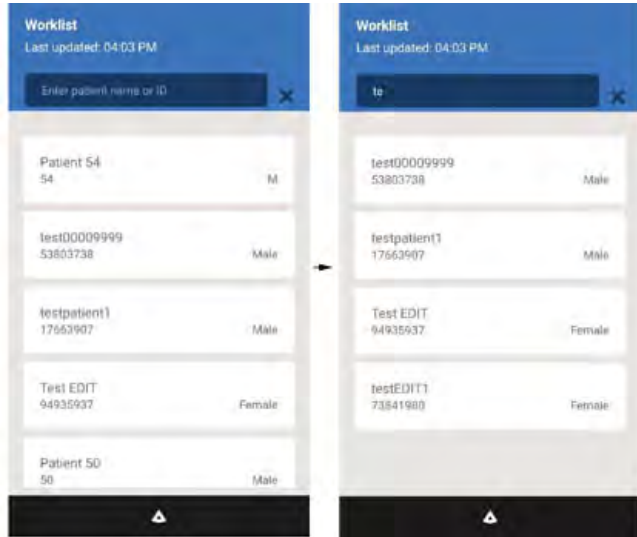 Worklist
Last updated: 04:03 PM
Enter patient name or ID
Patient 54
54 M
test00009999
53803738 Male
testpatient1
17663907 Male
Test EDIT
94935937 Female
Patient 50
50 Male
Worklist
Last updated: 04:03 PM
te
test00009999
53803738 Male
testpatient1
17663907 Male
Test EDIT
94935937 Female
testEDIT1
73841980 Female